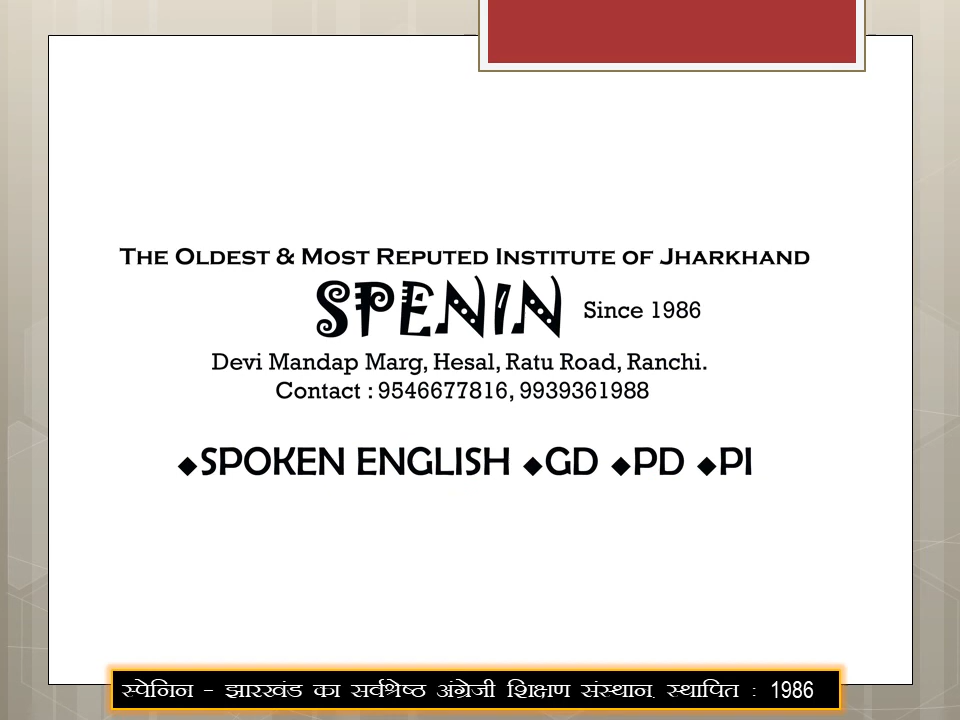 The Oldest & Most Reputed Institute of Jharkhand
SPENIN Since 1986
Devi Mandap Marg, Hesal, Ratu Road, Ranchi.
Contact : 9546677816, 9939361988
◆SPOKEN ENGLISH ◆GD ◆PD ◆PI
स्पेनिन - झारखंड का सर्वश्रेष्ठ अंग्रेजी शिक्षण संस्थान. स्थापित : 1986